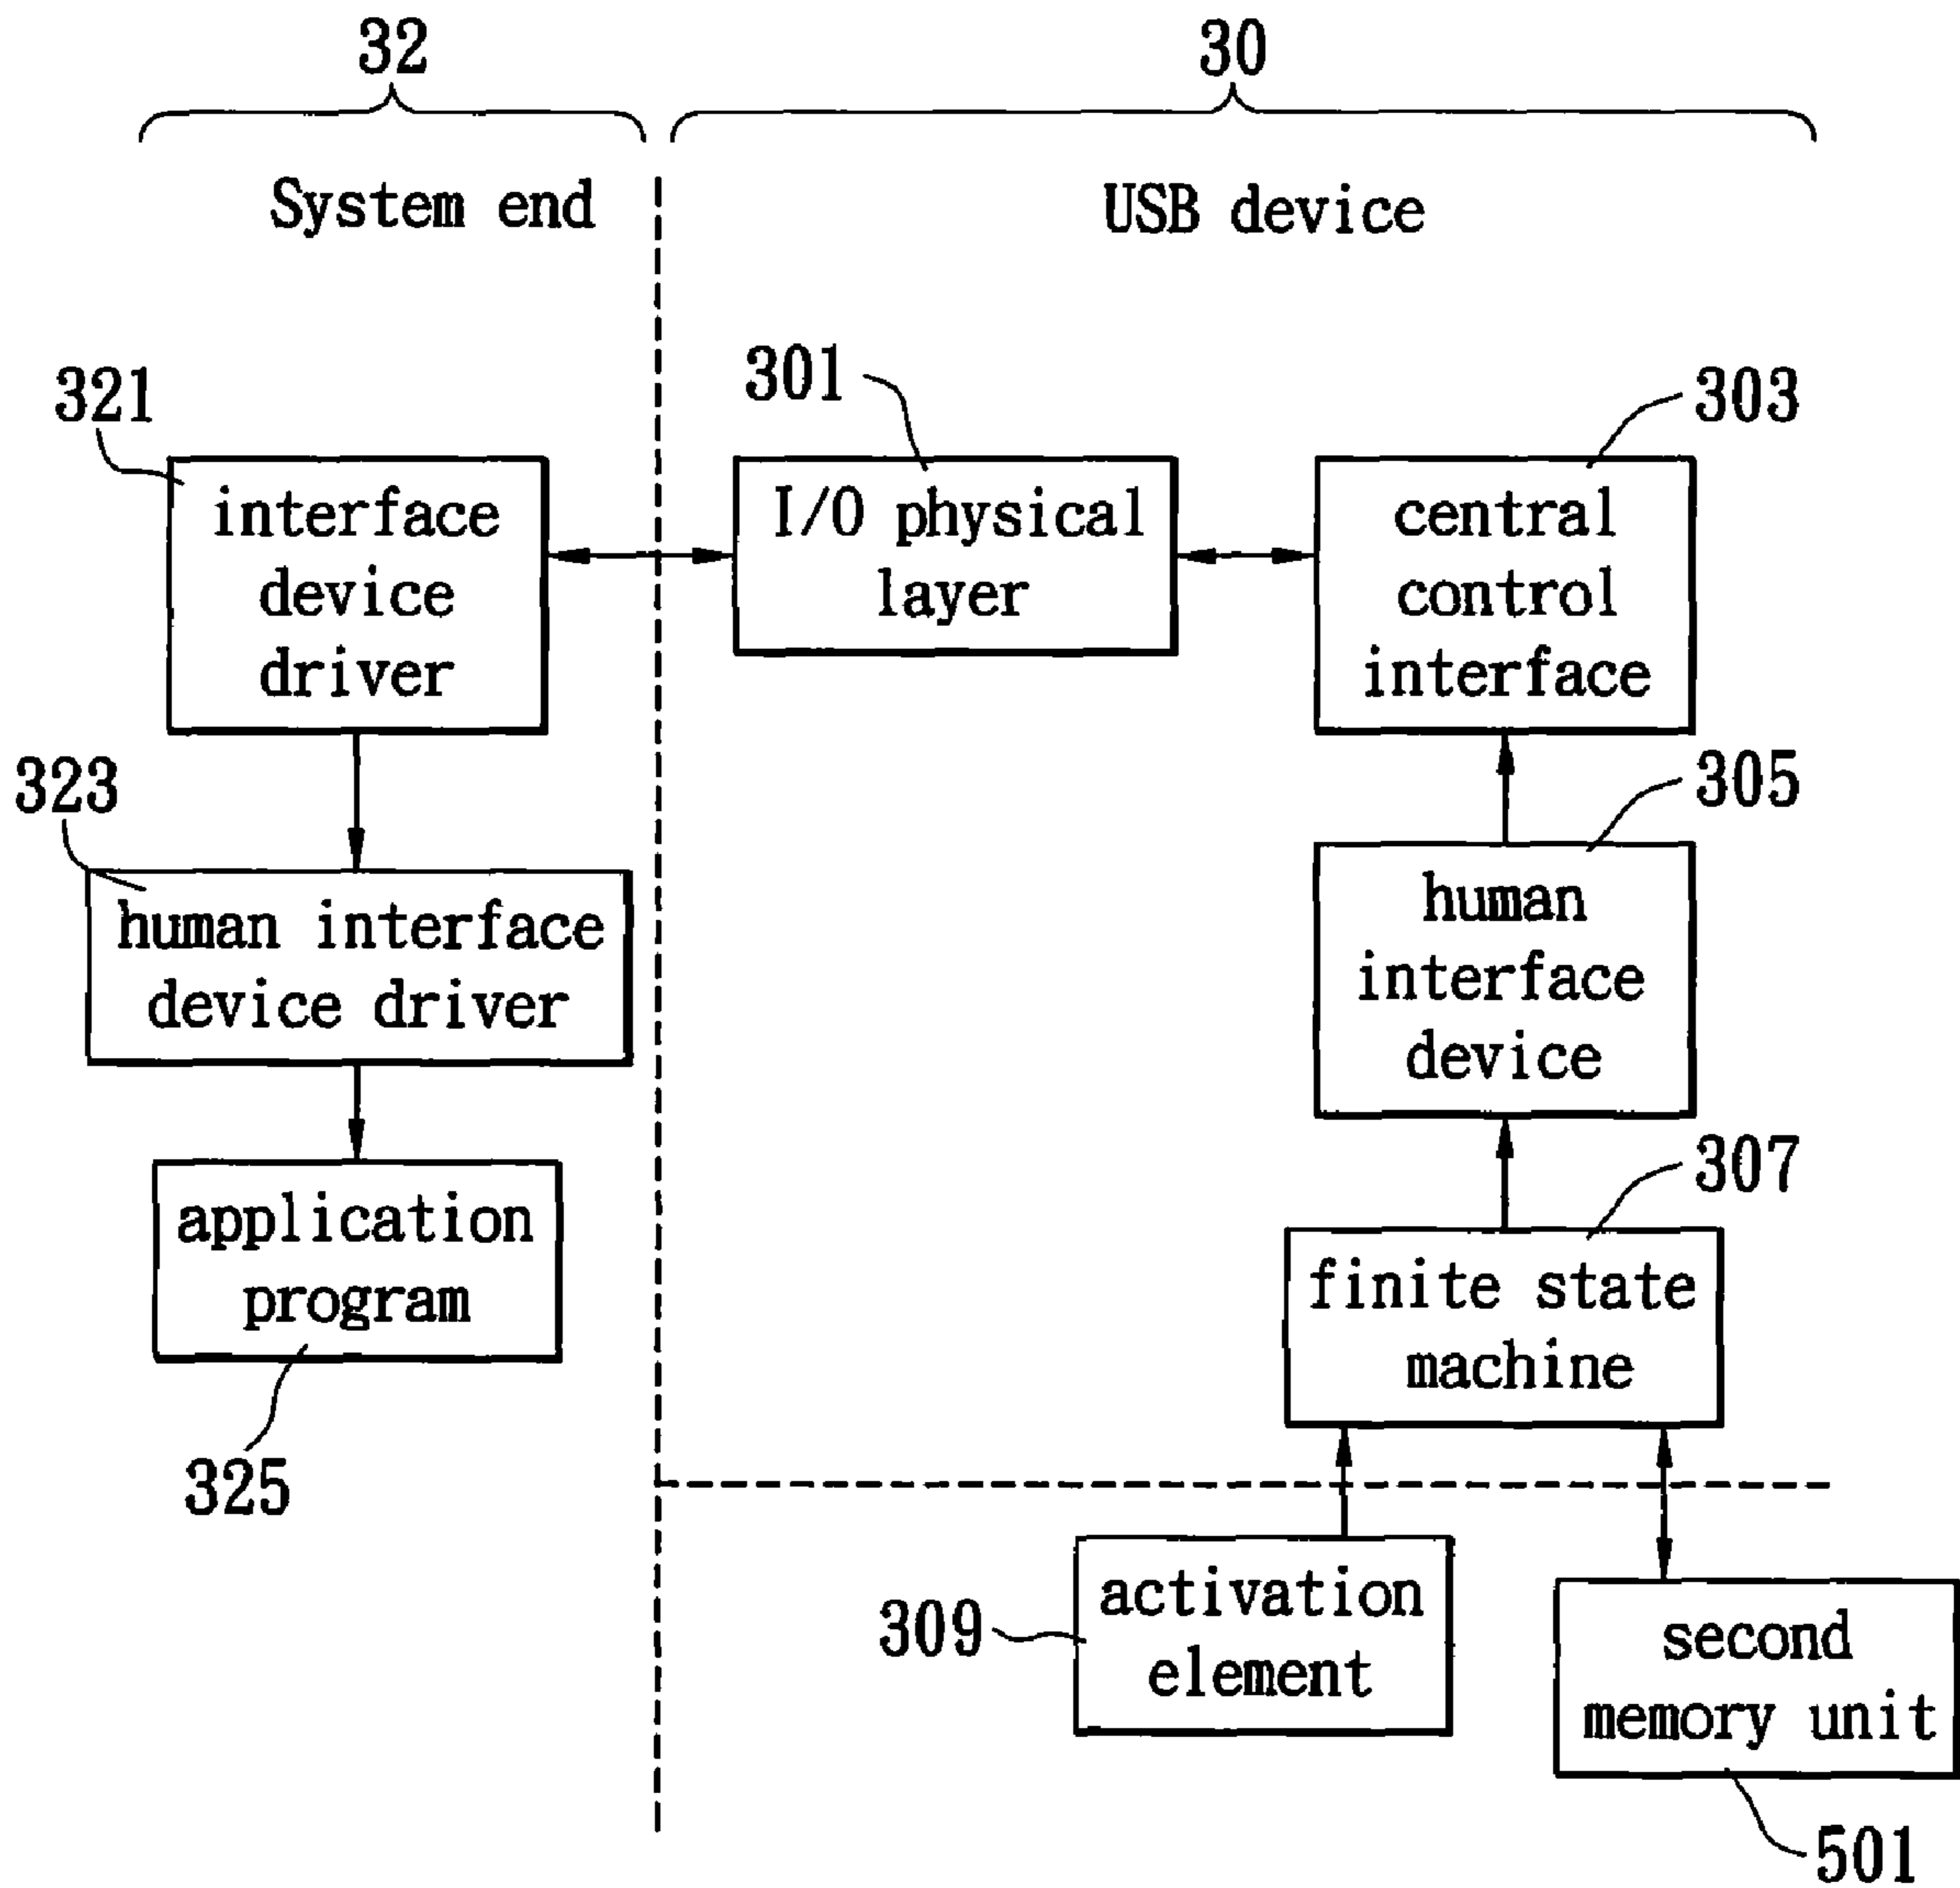 32
30
System end
USB device
321
301
303
interface
device
driver
I/O physical
layer
central
control
interface
323
305
human interface
device driver
human
interface
device
307
application
program
finite state
machine
325
309
activation
element
second
memory unit
501